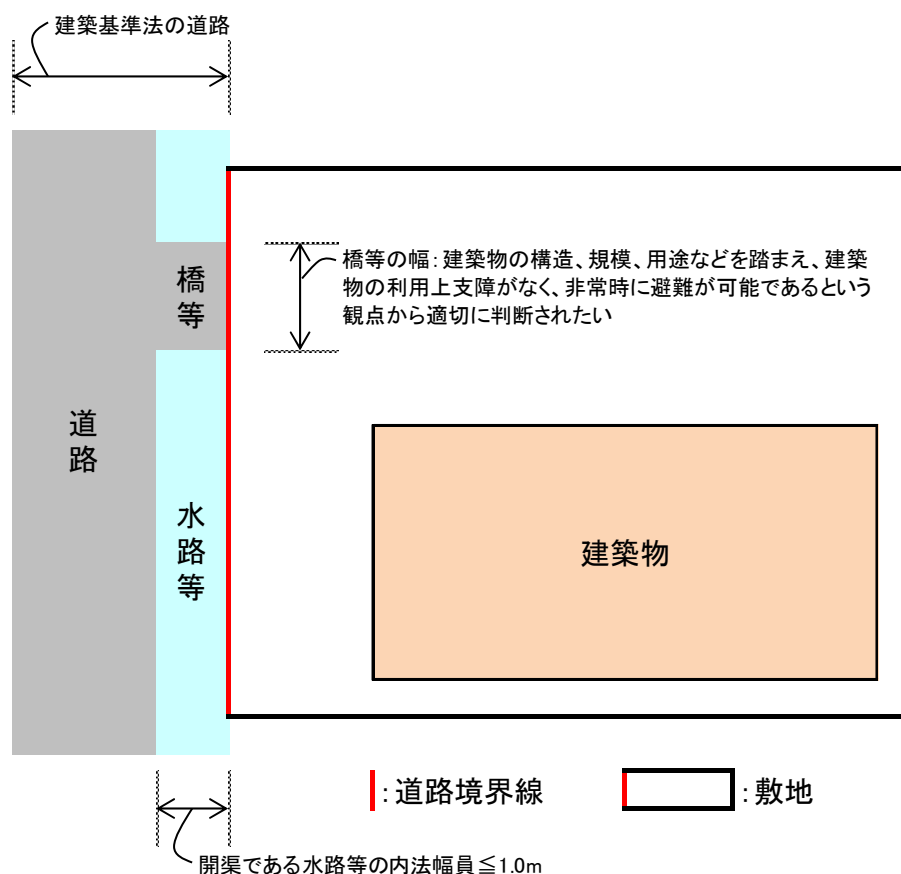 建築基準法の道路
橋等
橋等の幅：建築物の構造、規模、用途などを踏まえ、建築
物の利用上支障がなく、非常時に避難が可能であるという
観点から適切に判断されたい
道路
水路等
建築物
：道路境界線
：敷地
開渠である水路等の内法幅員≦1.0m